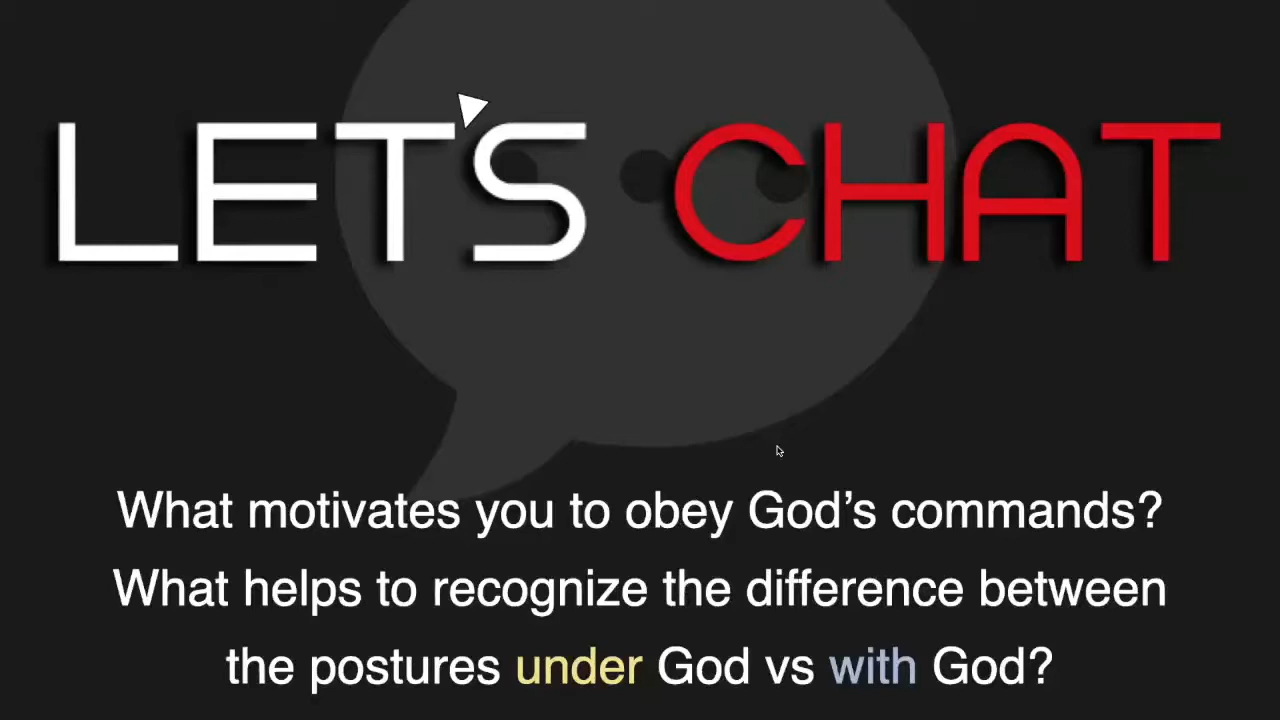 LET'S CHAT
What motivates you to obey God’s commands?
What helps to recognize the difference between
the postures under God vs with God?